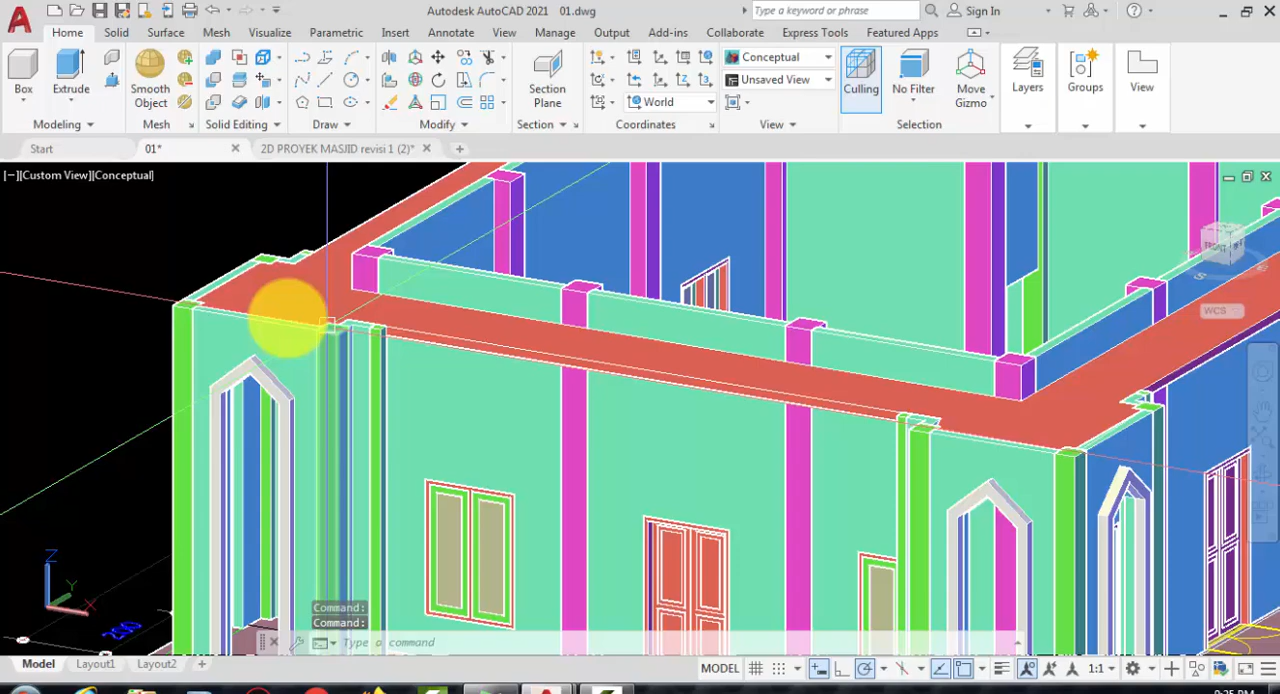 Autodesk AutoCAD 2021 01.dwg
Type a keyword or phrase
Sign In
Home Solid Surface Mesh Visualize Parametric Insert Annotate View Manage Output Add-ins Collaborate Express Tools Featured Apps
Box
Extrude
Smooth Object
Section Plane
World
Conceptual
Unsaved View
Culling
No Filter
Move Gizmo
Layers
Groups
View
Modeling
Mesh
Solid Editing
Draw
Modify
Section
Coordinates
View
Selection
Start
01*
2D PROYEK MASJID revisi 1 (2)*
[−][Custom View][Conceptual]
FRONT
S
E
WCS
Z
Y
X
200
Command:
Command:
Type a command
Model Layout1 Layout2
MODEL
1:1